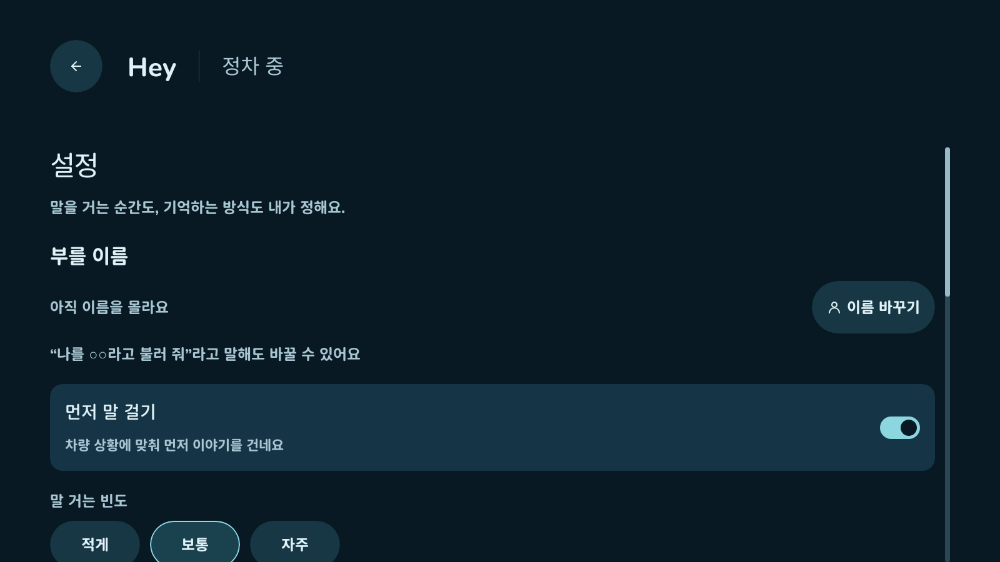 Hey
정차 중
설정
말을 거는 순간도, 기억하는 방식도 내가 정해요.
부를 이름
아직 이름을 몰라요
이름 바꾸기
“나를 ○○라고 불러 줘”라고 말해도 바꿀 수 있어요
먼저 말 걸기
차량 상황에 맞춰 먼저 이야기를 건네요
말 거는 빈도
적게
보통
자주